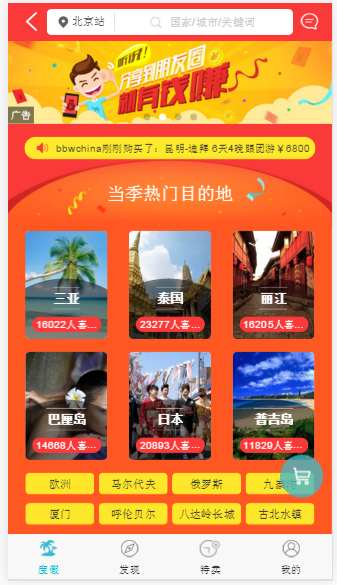 北京站
国家/城市/关键词
听说!
分享到朋友圈
就有钱赚
广告
bbwchina刚刚购买了: 昆明-迪拜 6天4晚跟团游￥6800
当季热门目的地
三亚
16022人喜...
泰国
23277人喜...
丽江
16205人喜...
巴厘岛
14668人喜...
日本
20893人喜...
普吉岛
11829人喜...
欧洲
马尔代夫
俄罗斯
九寨
厦门
呼伦贝尔
八达岭长城
古北水镇
度假
发现
待卖
我的